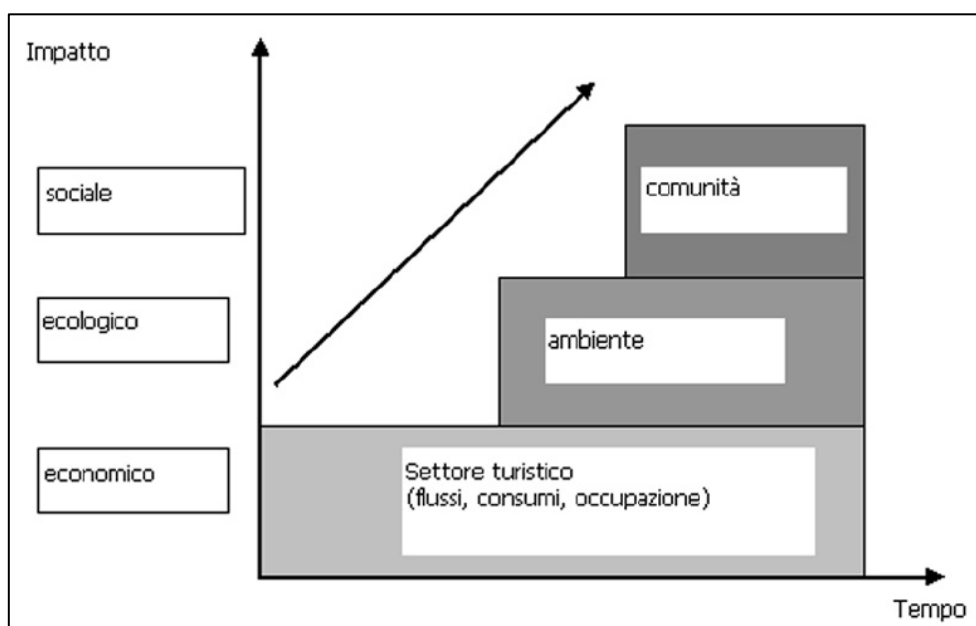 Impatto
sociale
comunità
ecologico
ambiente
economico
Settore turistico
(flussi, consumi, occupazione)
Tempo